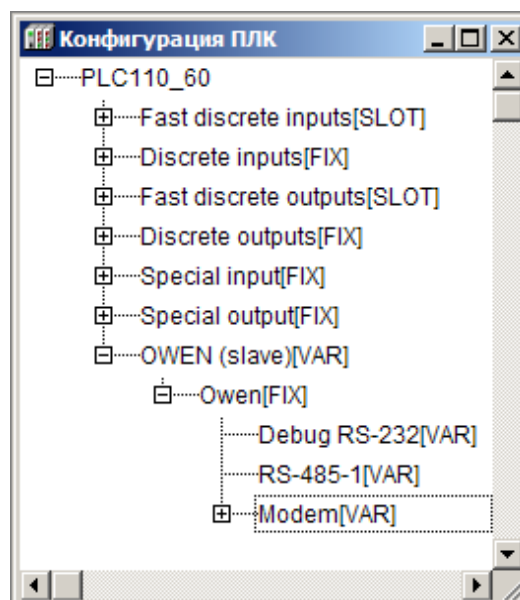 Конфигурация ПЛК
PLC110_60
Fast discrete inputs[SLOT]
Discrete inputs[FIX]
Fast discrete outputs[SLOT]
Discrete outputs[FIX]
Special input[FIX]
Special output[FIX]
OWEN (slave)[VAR]
Owen[FIX]
Debug RS-232[VAR]
RS-485-1[VAR]
Modem[VAR]